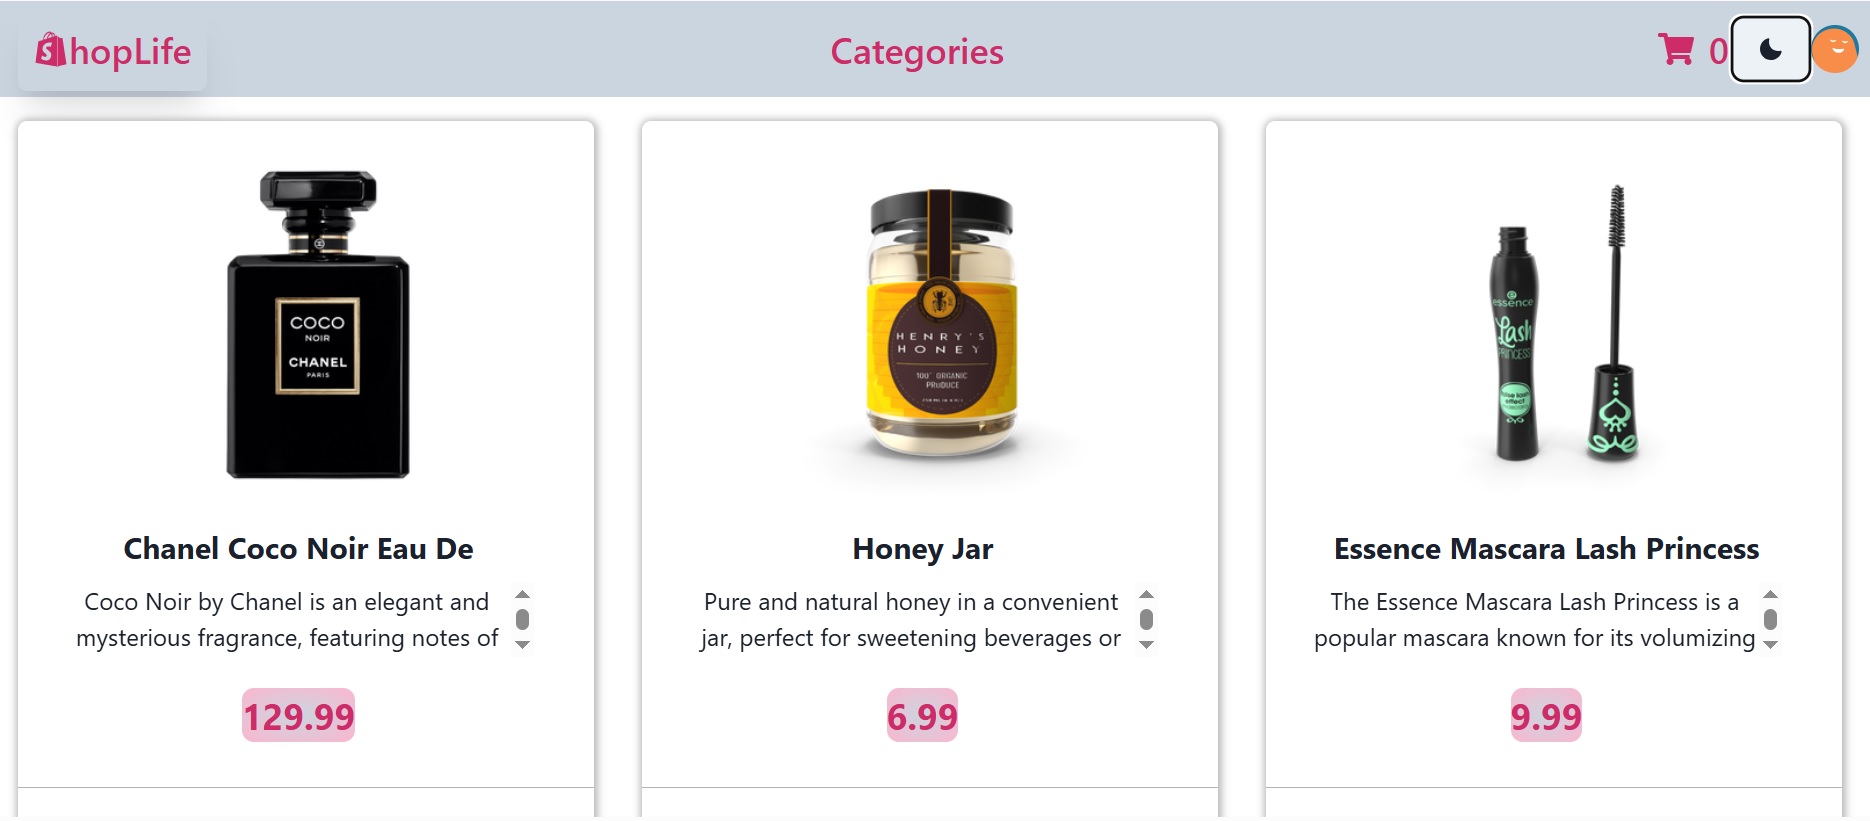 hopLife
Categories
0
COCO
NOIR
CHANEL
PARIS
HENRY'S
HONEY
100% ORGANIC
PRODUCE
essence
Lash
PRINCESS
false lash
effect
Chanel Coco Noir Eau De
Coco Noir by Chanel is an elegant and
mysterious fragrance, featuring notes of
129.99
Honey Jar
Pure and natural honey in a convenient
jar, perfect for sweetening beverages or
6.99
Essence Mascara Lash Princess
The Essence Mascara Lash Princess is a
popular mascara known for its volumizing
9.99